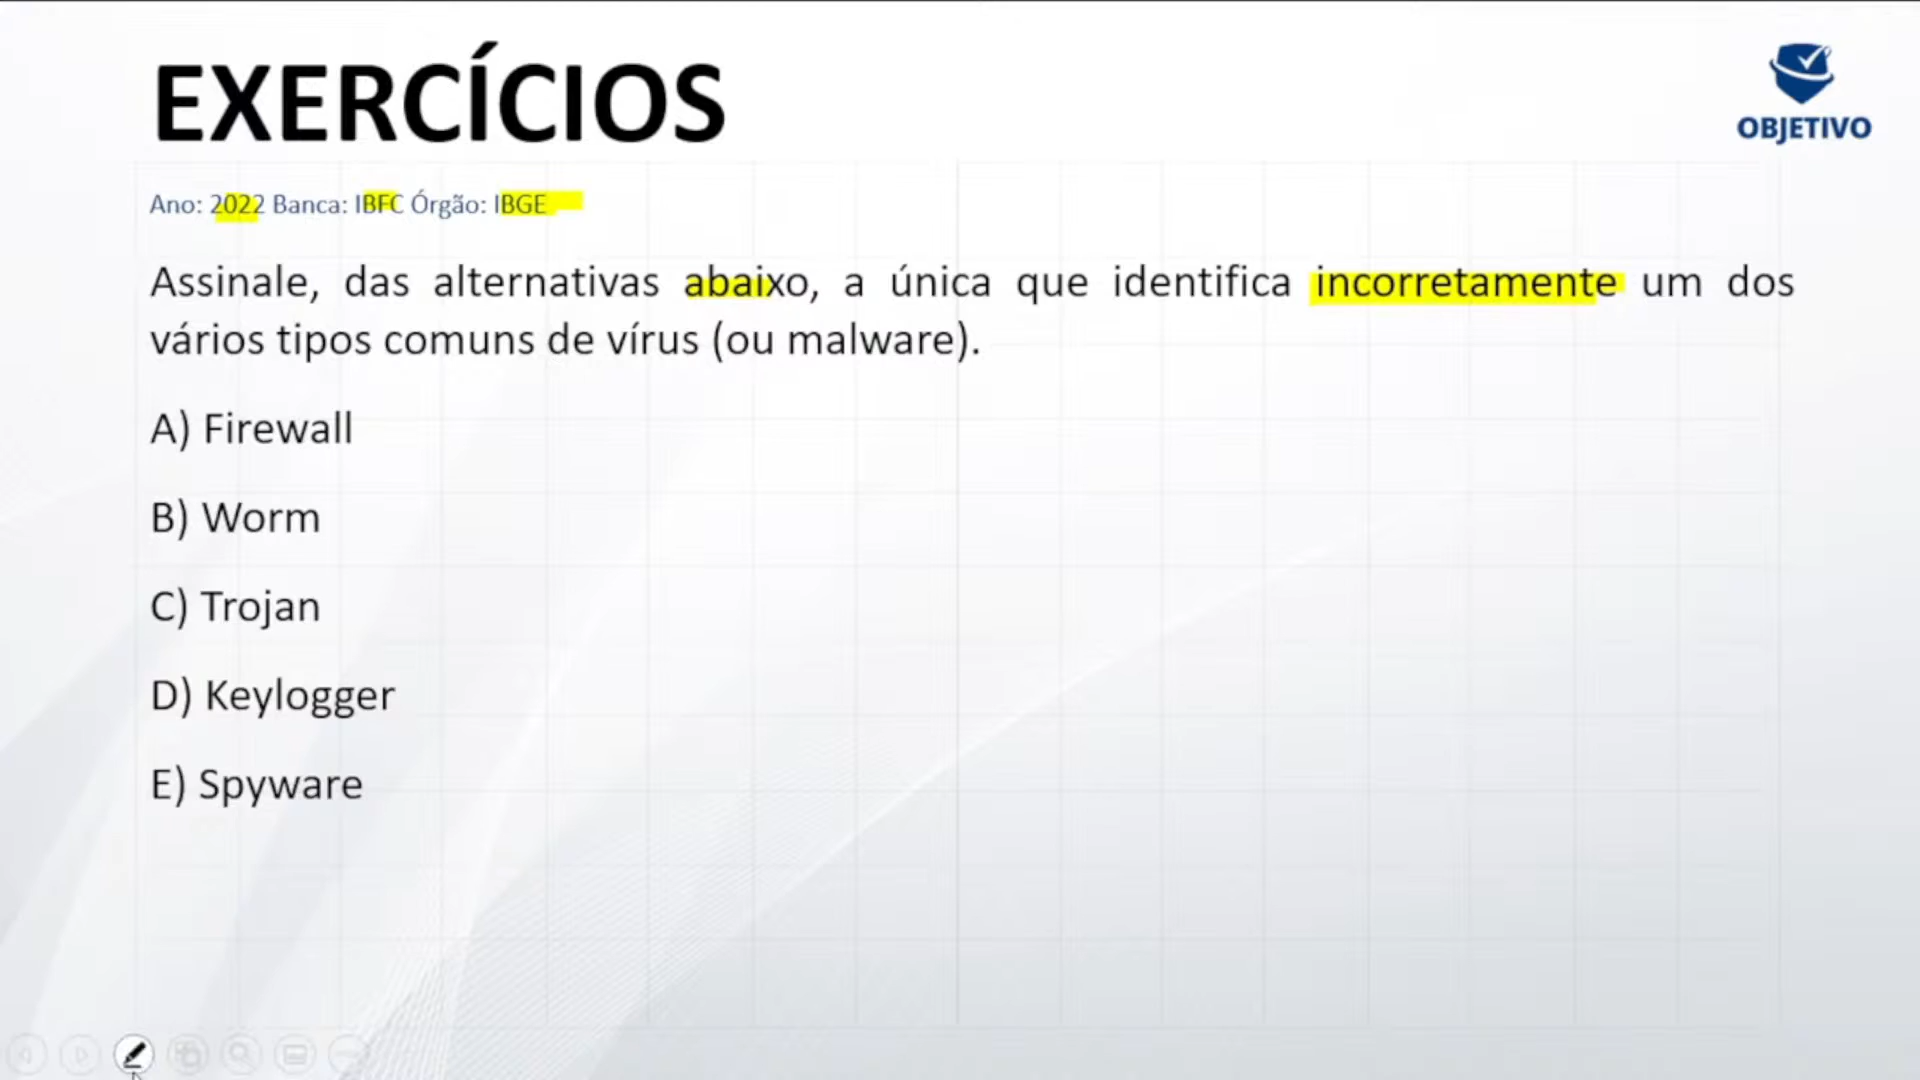 EXERCÍCIOS
OBJETIVO
Ano: 2022 Banca: IBFC Órgão: IBGE
Assinale, das alternativas abaixo, a única que identifica incorretamente um dos
vários tipos comuns de vírus (ou malware).
A) Firewall
B) Worm
C) Trojan
D) Keylogger
E) Spyware